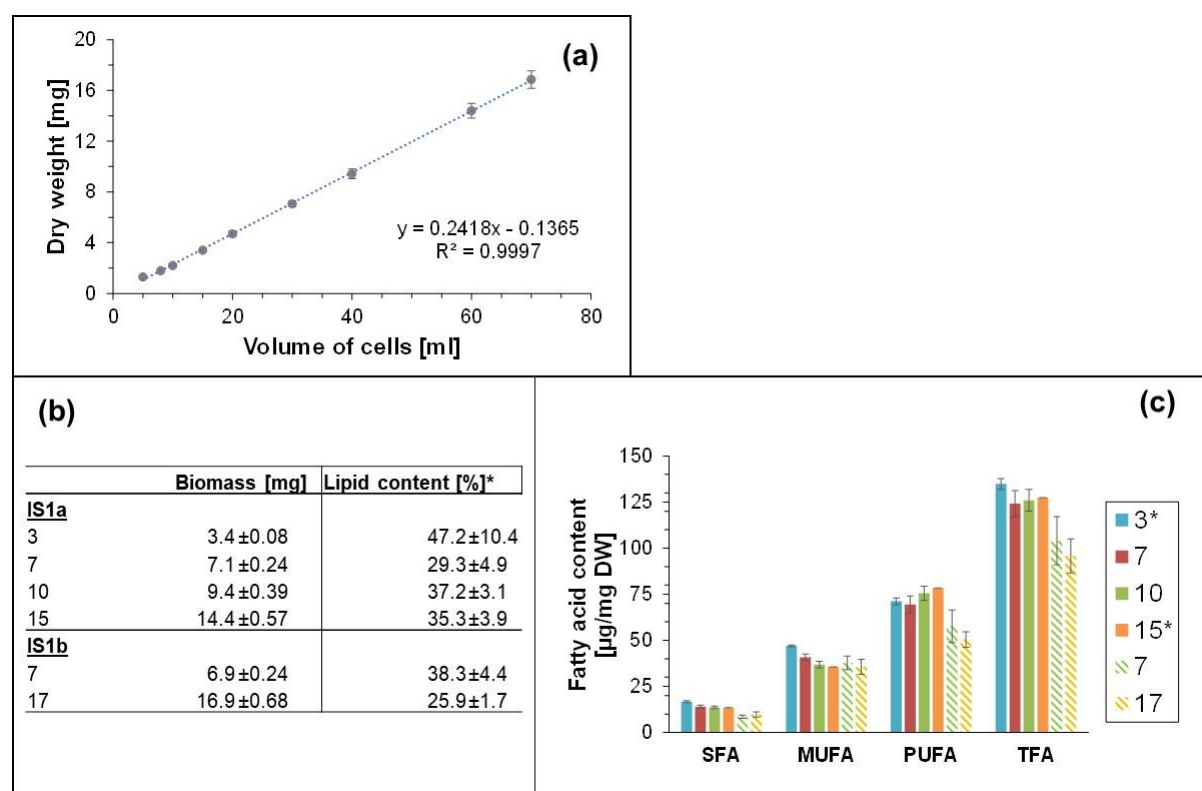 (a)
20
16
12
8
4
0
Dry weight [mg]
y = 0.2418x - 0.1365
R² = 0.9997
0 20 40 60 80
Volume of cells [ml]
(b)
Biomass [mg] Lipid content [%]*
IS1a
3 3.4±0.08 47.2±10.4
7 7.1±0.24 29.3±4.9
10 9.4±0.39 37.2±3.1
15 14.4±0.57 35.3±3.9
IS1b
7 6.9±0.24 38.3±4.4
17 16.9±0.68 25.9±1.7
(c)
150
125
100
75
50
25
0
Fatty acid content
[µg/mg DW]
SFA MUFA PUFA TFA
3*
7
10
15*
7
17